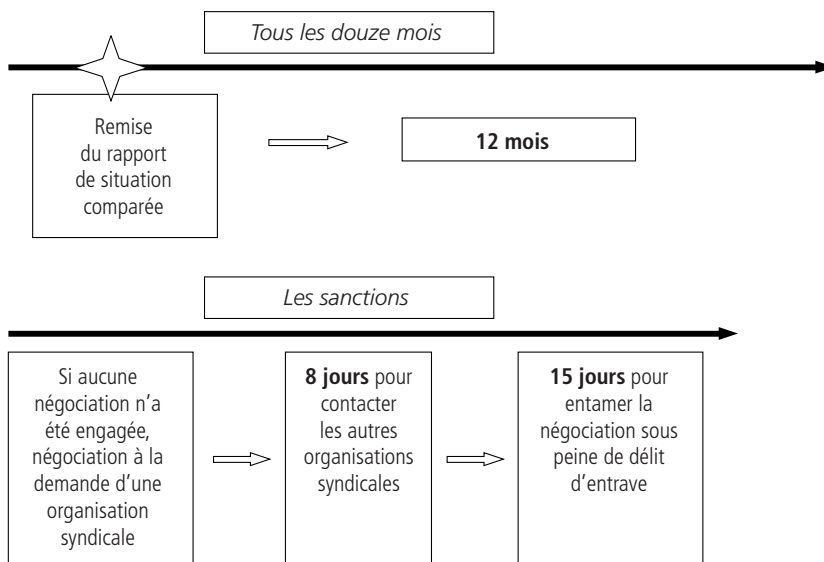 Tous les douze mois
Remise
du rapport
de situation
comparée
12 mois
Les sanctions
Si aucune
négociation n'a
été engagée,
négociation à la
demande d'une
organisation
syndicale
8 jours pour
contacter
les autres
organisations
syndicales
15 jours pour
entamer la
négociation sous
peine de délit
d'entrave